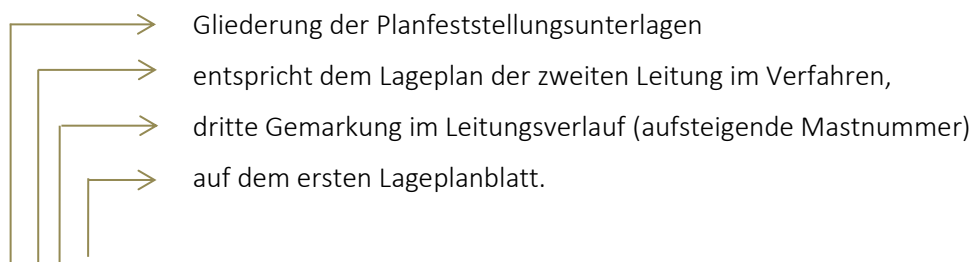 Gliederung der Planfeststellungsunterlagen
entspricht dem Lageplan der zweiten Leitung im Verfahren,
dritte Gemarkung im Leitungsverlauf (aufsteigende Mastnummer)
auf dem ersten Lageplanblatt.